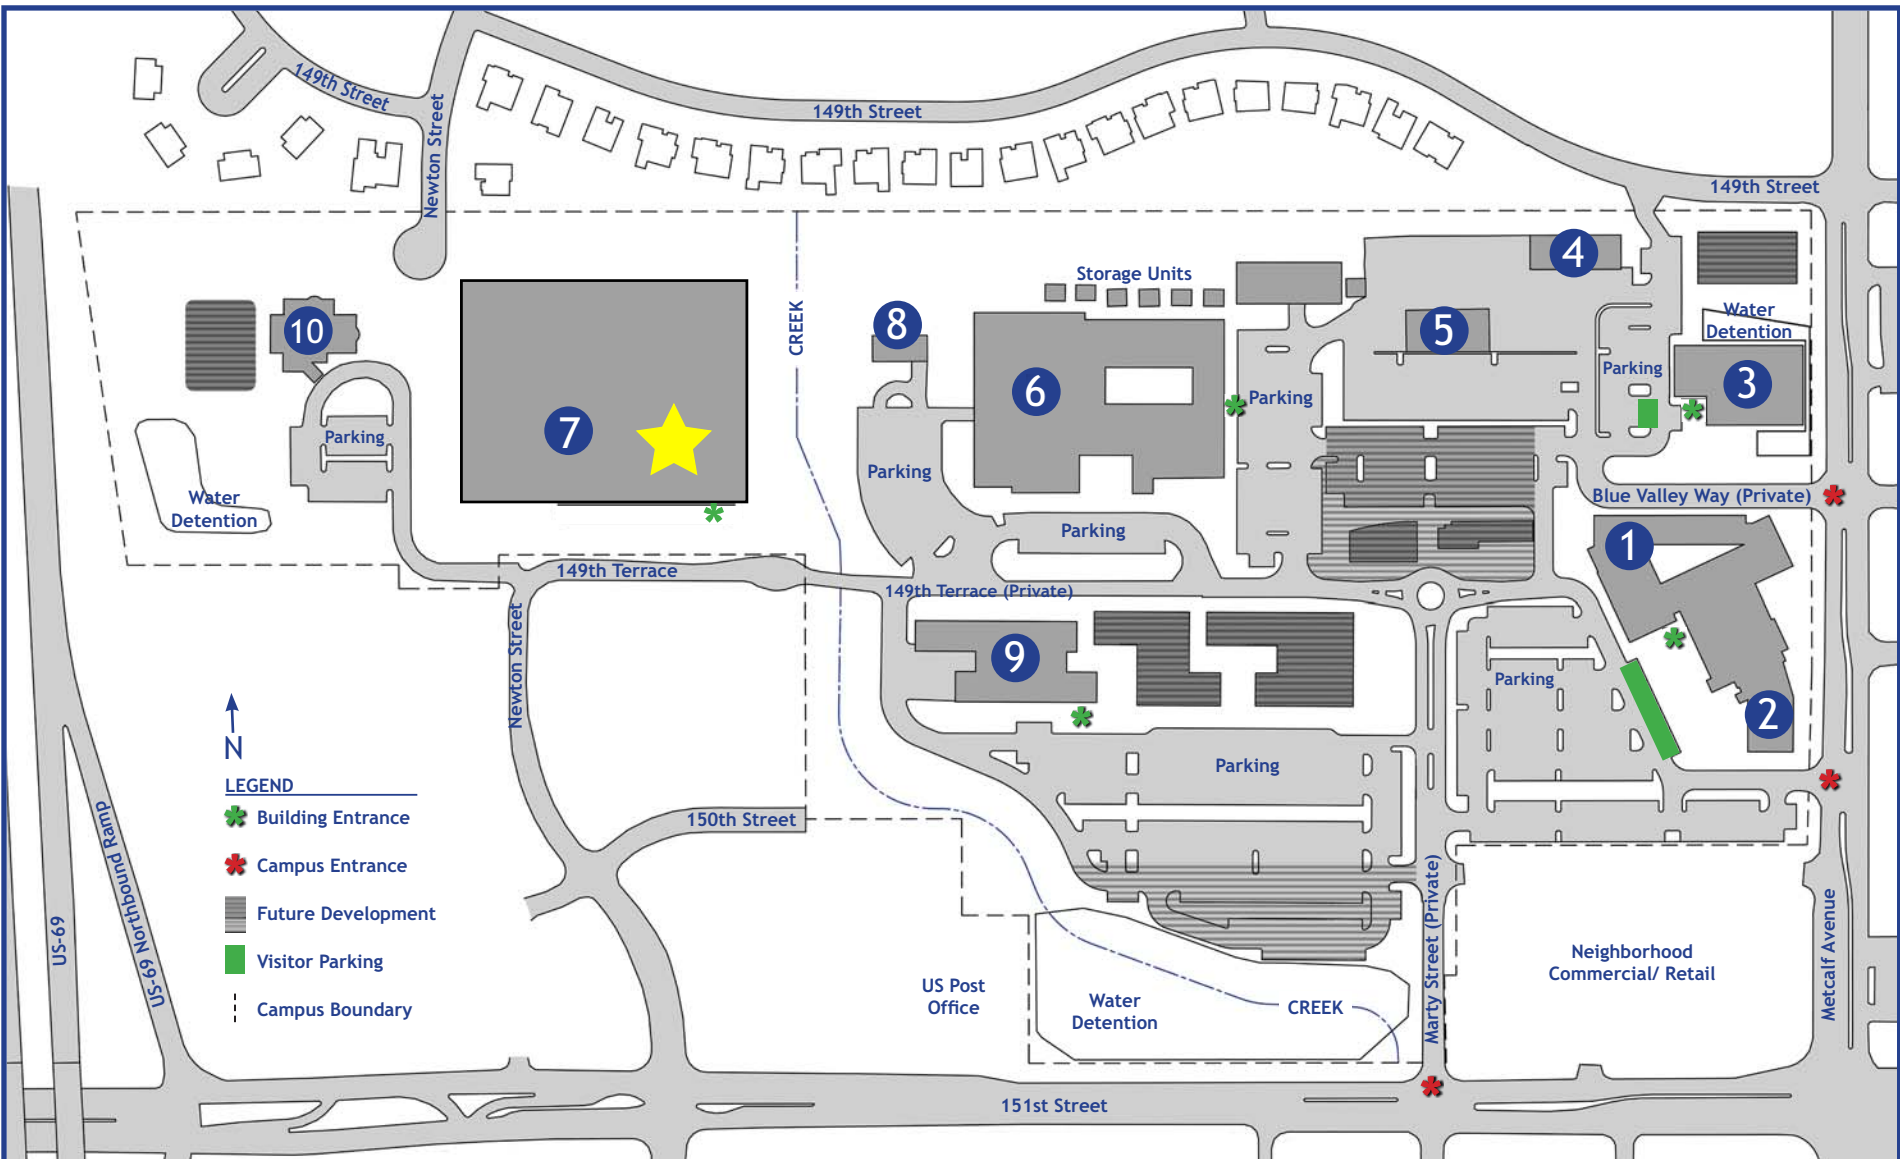 149th Street
Newton Street
149th Street
149th Street
4
Storage Units
CREEK
8
10
5
Water
Detention
7
6
Parking
Parking
3
Parking
Parking
Water
Detention
Blue Valley Way (Private)
Parking
1
149th Terrace
149th Terrace (Private)
Newton Street
9
Parking
2
N
Parking
LEGEND
Building Entrance
150th Street
Campus Entrance
Future Development
Visitor Parking
Campus Boundary
US-69
US-69 Northbound Ramp
US Post
Office
Water
Detention
CREEK
Marty Street (Private)
Neighborhood
Commercial/ Retail
Metcalf Avenue
151st Street